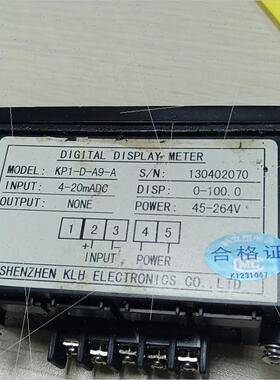 DIGITAL DISPLAY METER
MODEL: KP1-D-A9-A S/N: 130402070
INPUT: 4-20mADC DISP: 0-100.0
OUTPUT: NONE POWER: 45-264V
1 2 3 4 5
+ - POWER
INPUT
合格证
K1231007
SHENZHEN KLH ELECTRONICS CO., LTD